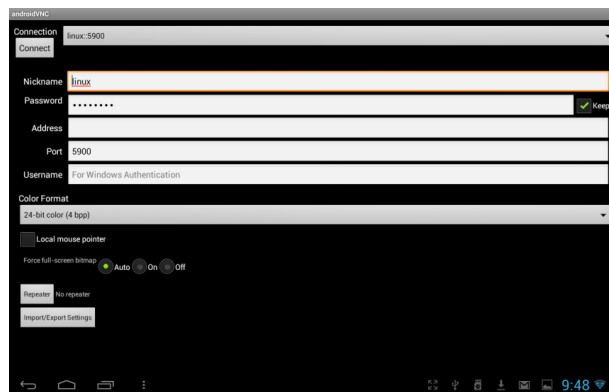 androidVNC
Connection linux::5900
Connect
Nickname linux
Password ••••••••
Keep
Address
Port 5900
Username For Windows Authentication
Color Format
24-bit color (4 bpp)
Local mouse pointer
Force full-screen bitmap Auto On Off
Repeater No repeater
Import/Export Settings
9:48